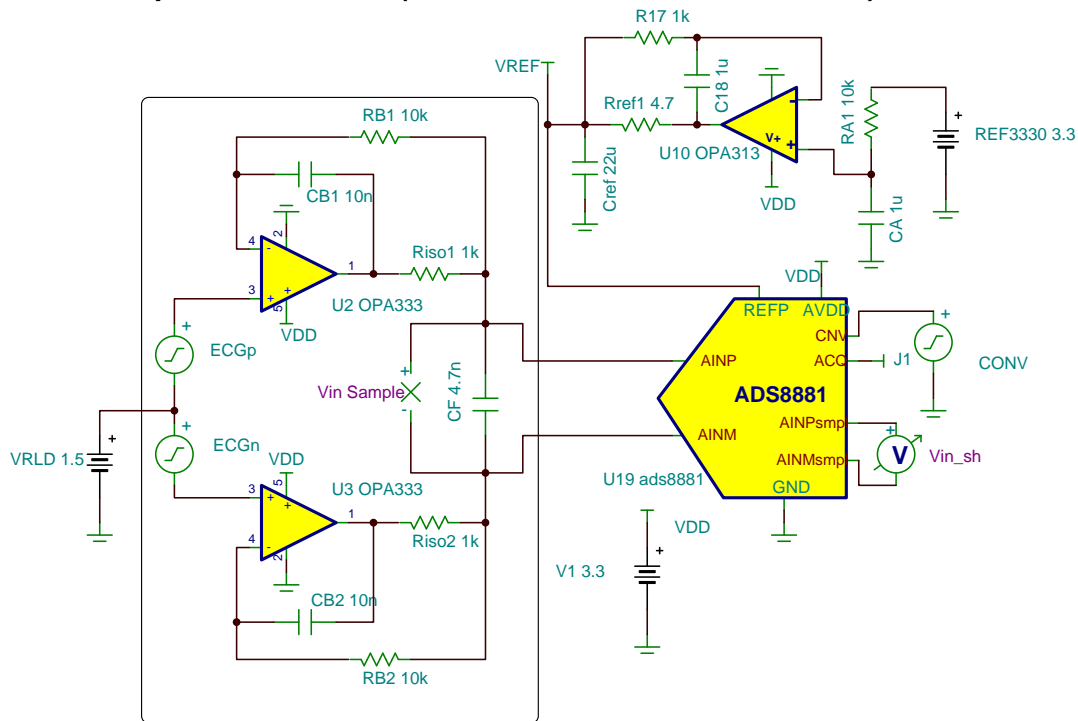 R17 1k
VREF
C18 1u
Rref1 4.7
-
V+
+
U10 OPA313
RA1 10k
+
REF3330 3.3
Cref 22u
VDD
CA 1u
RB1 10k
CB1 10n
2
4
-
1
Riso1 1k
3
+
+
5
U2 OPA333
VDD
+
ECGp
+
Vin Sample
-
CF 4.7n
+
ECGn
+
VRLD 1.5
VDD
5
U3 OPA333
3
+
+
1
4
-
2
Riso2 1k
CB2 10n
RB2 10k
VDD
REFP
AVDD
CNV
+
AINP
ACQ
J1
CONV
ADS8881
AINPsmp
+
V
Vin_sh
AINM
AINMsmp
U19 ads8881
GND
VDD
+
V1 3.3